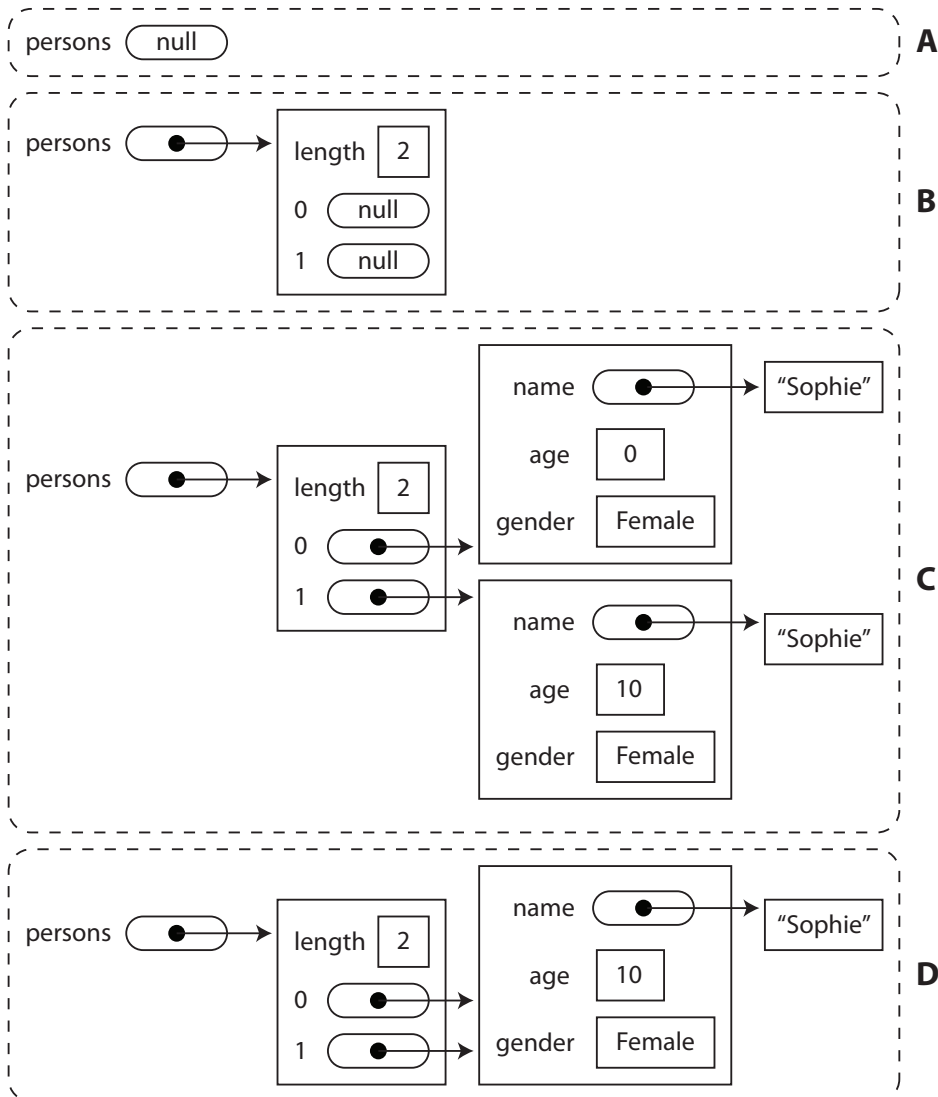 persons null A
persons
length 2
0 null
1 null
B
name “Sophie”
age 0
gender Female
persons
length 2
0
1
C
name “Sophie”
age 10
gender Female
name “Sophie”
age 10
gender Female
persons
length 2
0
1
D